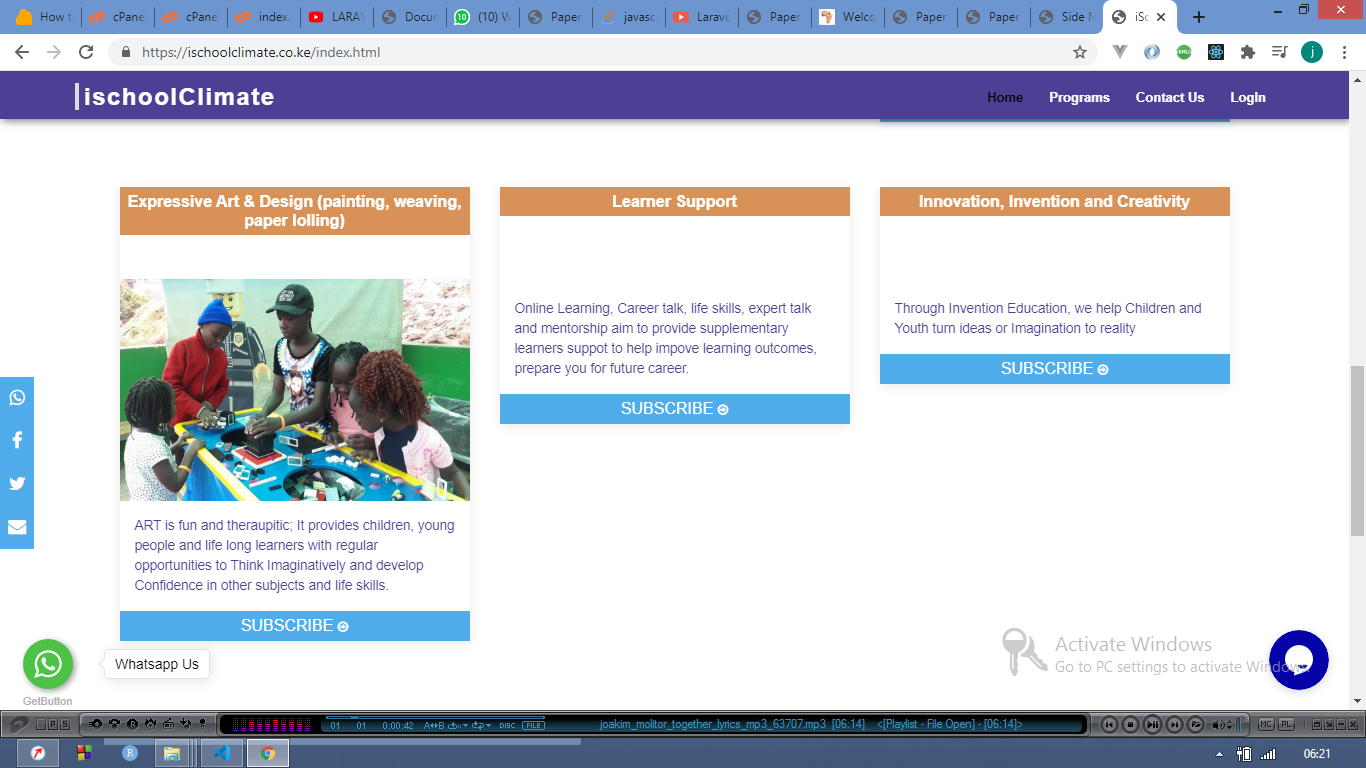 How t
cPane
cPane
index.
LARAV
Docum
(10) W
Paper
javasc
Larave
Paper
Welco
Paper
Paper
Side N
iSc
https://ischoolclimate.co.ke/index.html
j
ischoolClimate
Home
Programs
Contact Us
LogIn
Expressive Art & Design (painting, weaving,
paper lolling)
ART is fun and theraupitic; It provides children, young
people and life long learners with regular
opportunities to Think Imaginatively and develop
Confidence in other subjects and life skills.
SUBSCRIBE
Learner Support
Online Learning, Career talk, life skills, expert talk
and mentorship aim to provide supplementary
learners suppot to help impove learning outcomes,
prepare you for future career.
SUBSCRIBE
Innovation, Invention and Creativity
Through Invention Education, we help Children and
Youth turn ideas or Imagination to reality
SUBSCRIBE
Whatsapp Us
GetButton
Activate Windows
Go to PC settings to activate Windows.
P S
01 01 0:00:42 A↔B DISC FILE
joakim_molitor_together_lyrics_mp3_63707.mp3 [06:14] <[Playlist - File Open] - [06:14]>
MC PL
06:21